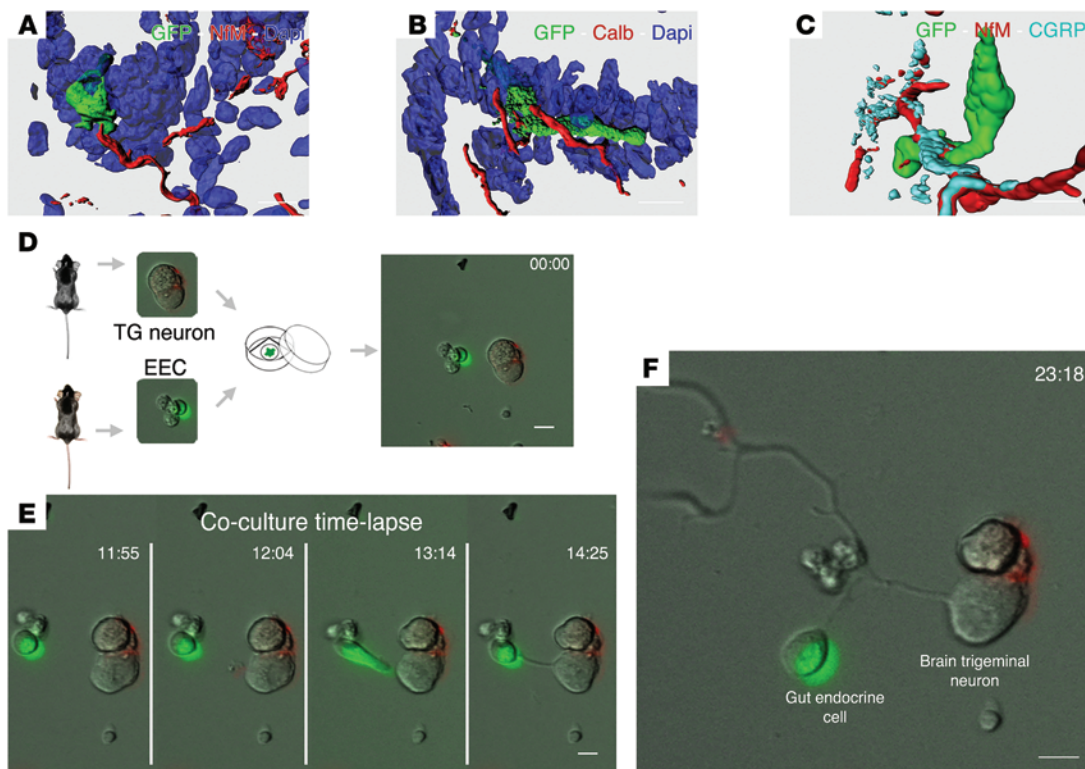 A
GFP - NfM - Dapi
B
GFP - Calb - Dapi
C
GFP - NfM - CGRP
D
TG neuron
EEC
00:00
E
Co-culture time-lapse
11:55
12:04
13:14
14:25
F
23:18
Gut endocrine
cell
Brain trigeminal
neuron